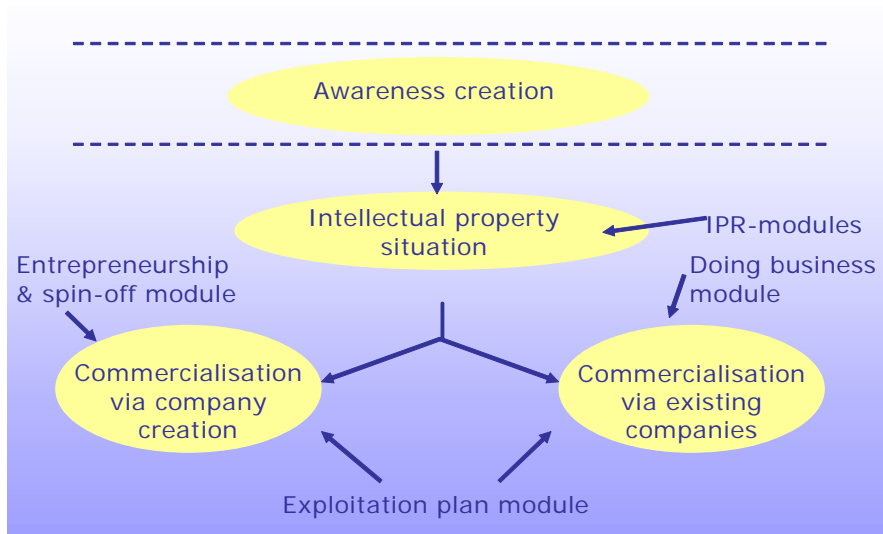 Awareness creation
Intellectual property
situation
IPR-modules
Entrepreneurship
& spin-off module
Doing business
module
Commercialisation
via company
creation
Commercialisation
via existing
companies
Exploitation plan module